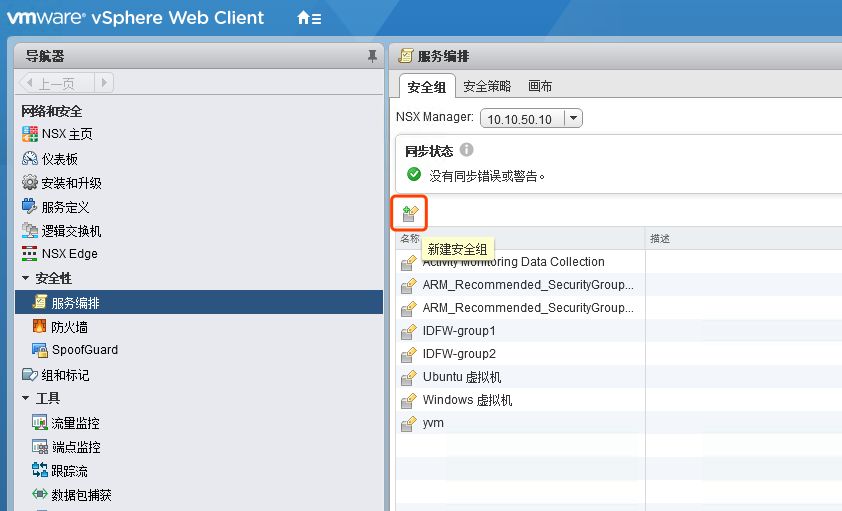 vmware® vSphere Web Client
导航器
上一页
网络和安全
NSX 主页
仪表板
安装和升级
服务定义
逻辑交换机
NSX Edge
安全性
服务编排
防火墙
SpoofGuard
组和标记
工具
流量监控
端点监控
跟踪流
数据包捕获
服务编排
安全组 安全策略 画布
NSX Manager: 10.10.50.10
同步状态
没有同步错误或警告。
新建安全组
名称 描述
Activity Monitoring Data Collection
ARM_Recommended_SecurityGroup...
ARM_Recommended_SecurityGroup...
IDFW-group1
IDFW-group2
Ubuntu 虚拟机
Windows 虚拟机
yvm